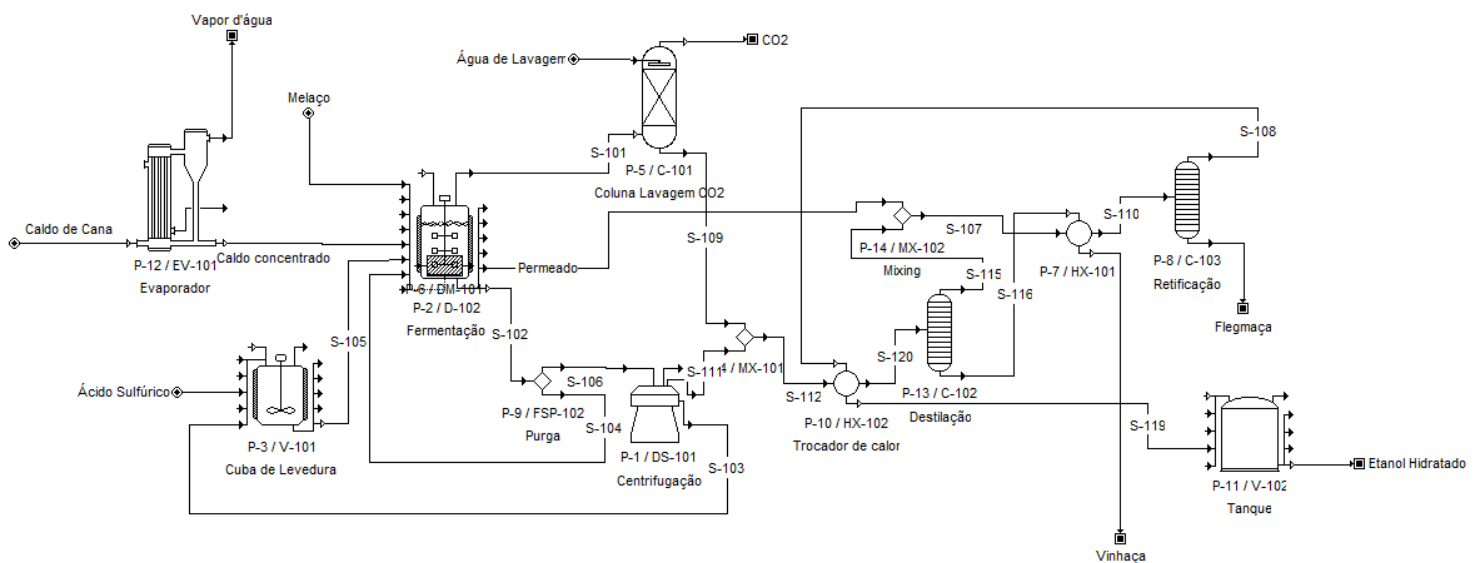 Vapor d'água
CO2
Água de Lavagem
Melaço
S-108
S-101
P-5 / C-101
Coluna Lavagem CO2
S-110
Caldo de Cana
S-109
S-107
P-14 / MX-102
Mixing
P-12 / EV-101
Evaporador
Caldo concentrado
Permeado
S-115
S-116
P-7 / HX-101
P-8 / C-103
Retificação
P-6 / DM-101
P-2 / D-102
Fermentação
Flegmaça
S-105
S-102
S-111
4 / MX-101
S-120
S-106
S-112
P-13 / C-102
Destilação
Ácido Sulfúrico
P-9 / FSP-102
Purga
S-104
P-10 / HX-102
Trocador de calor
S-119
P-3 / V-101
Cuba de Levedura
P-1 / DS-101
Centrifugação
S-103
Etanol Hidratado
P-11 / V-102
Tanque
Vinhaça